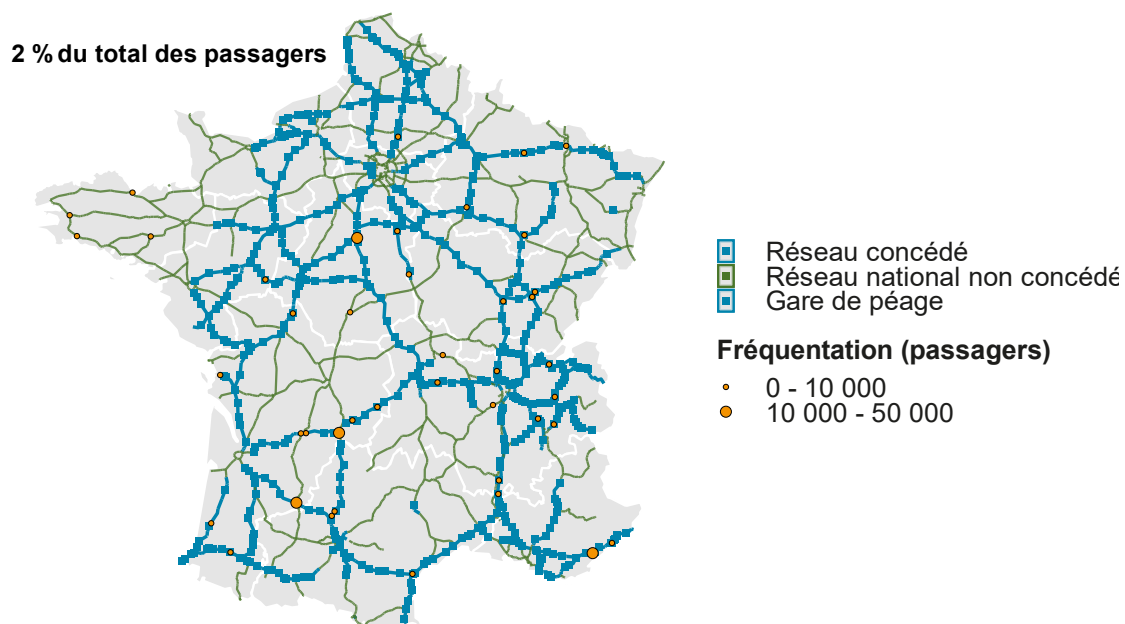 2 % du total des passagers
Réseau concédé
Réseau national non concédé
Gare de péage
Fréquentation (passagers)
0 - 10 000
10 000 - 50 000